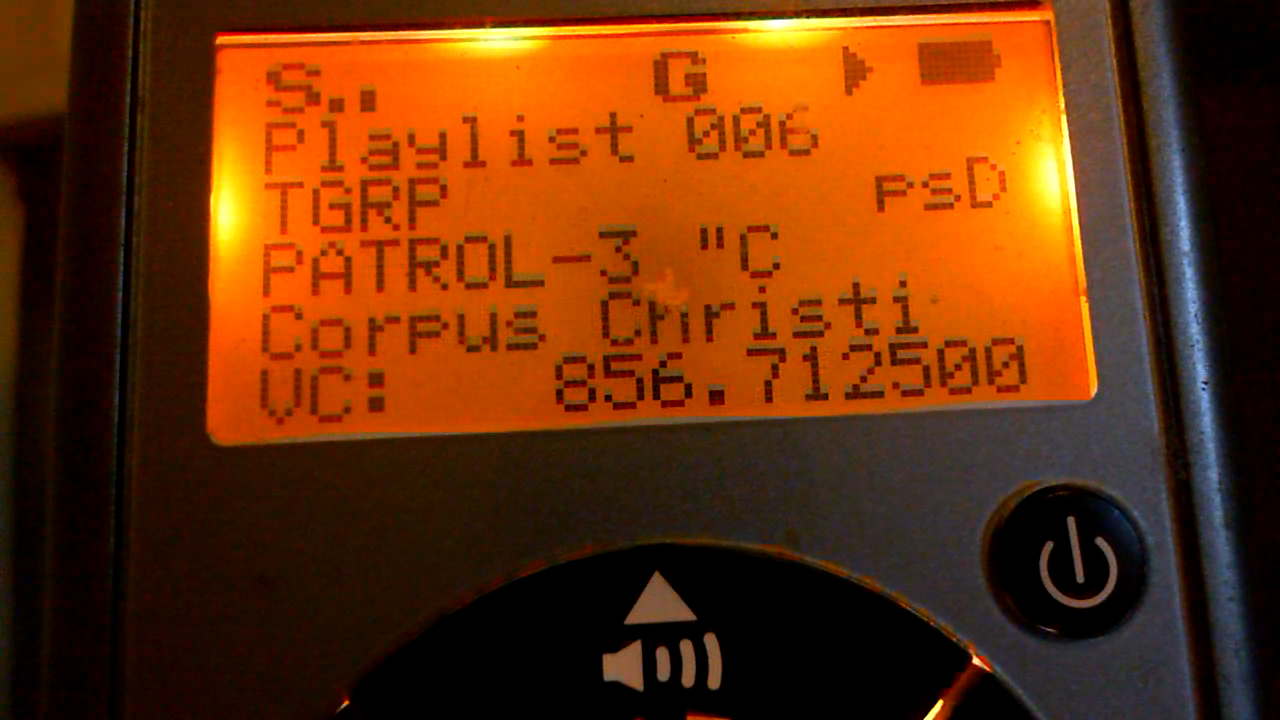 S.. G
Playlist 006
TGRP psD
PATROL-3 "C
Corpus Christi
VC: 856.712500